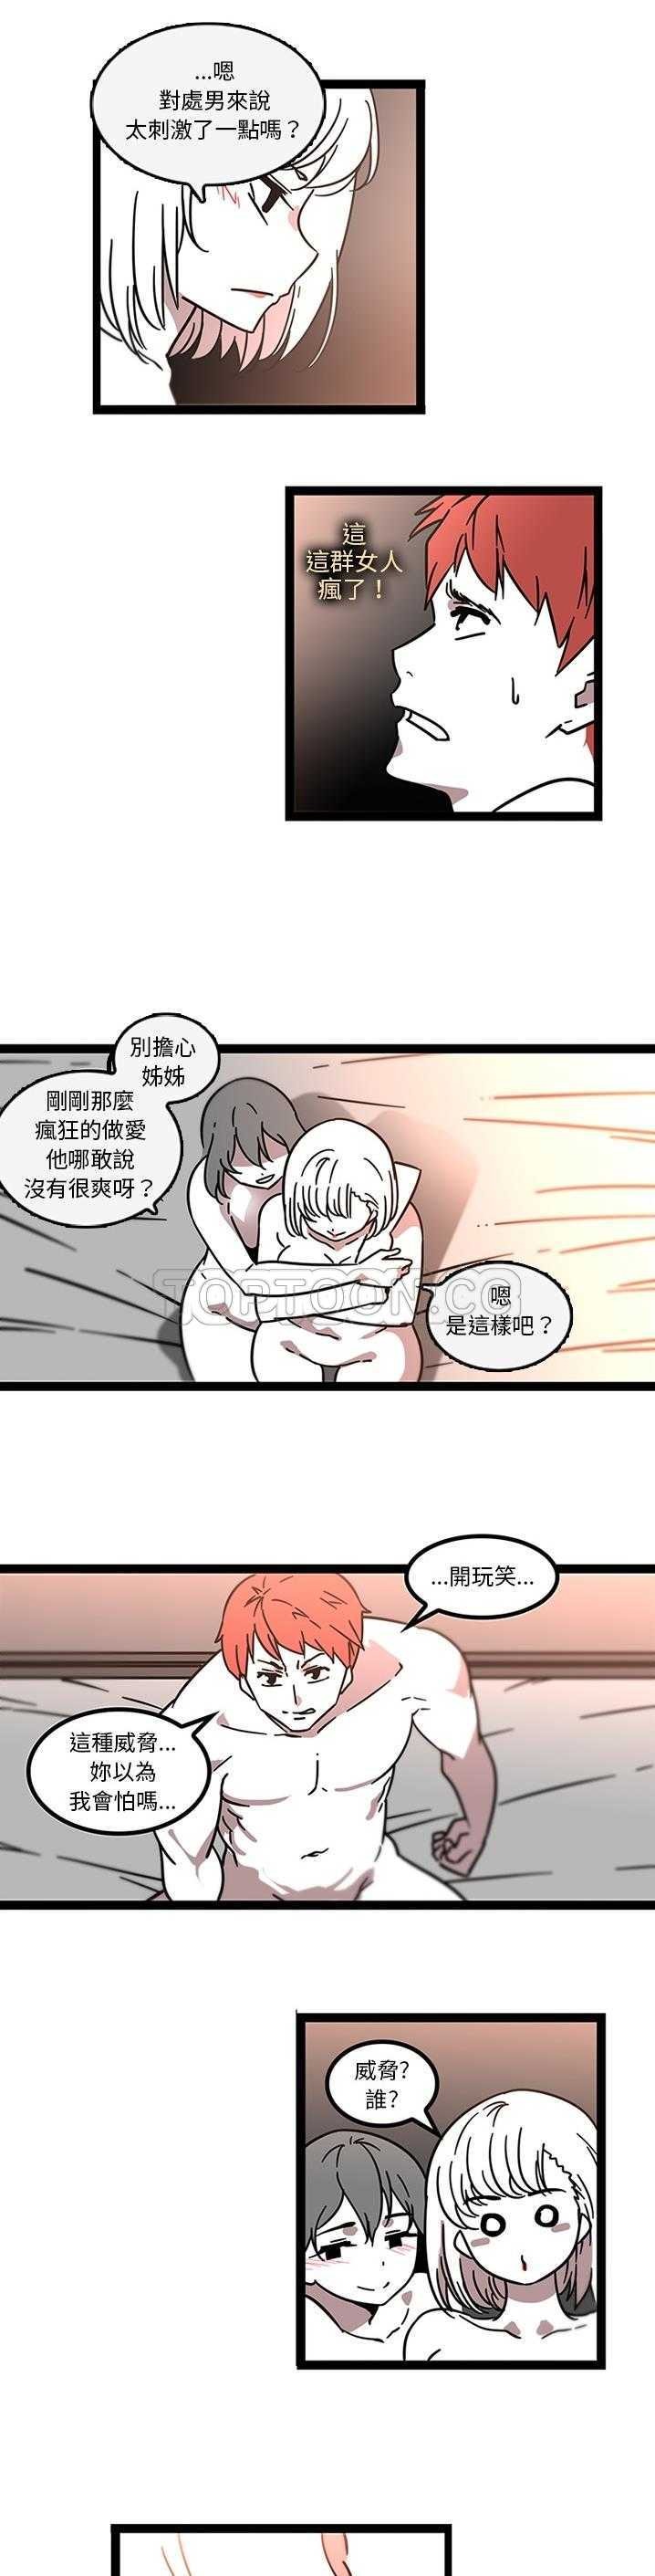 ...嗯
對處男來說
太刺激了一點嗎？
這
這群女人
瘋了！
別擔心
姊姊
剛剛那麼
瘋狂的做愛
他哪敢說
沒有很爽呀？
TOPTOON.CO
嗯
是這樣吧？
...開玩笑...
這種威脅...
妳以為
我會怕嗎...
威脅?
誰?